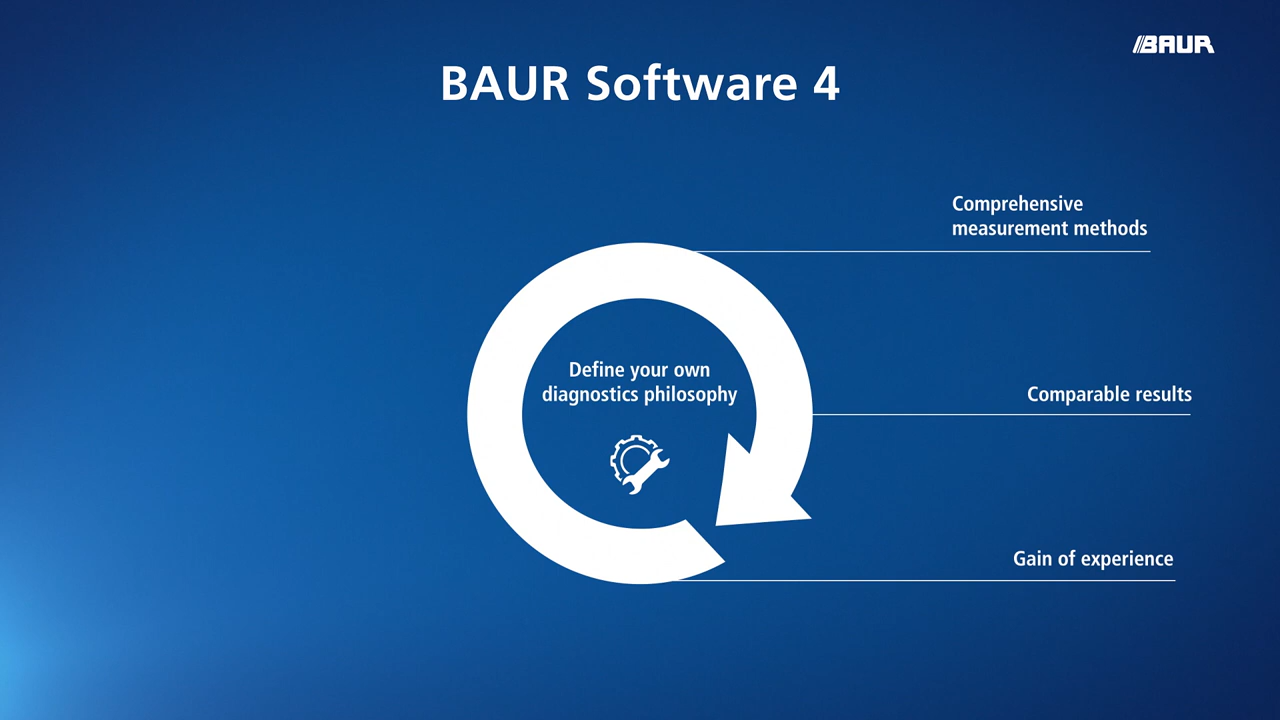 BAUR
BAUR Software 4
Comprehensive
measurement methods
Define your own
diagnostics philosophy
Comparable results
Gain of experience